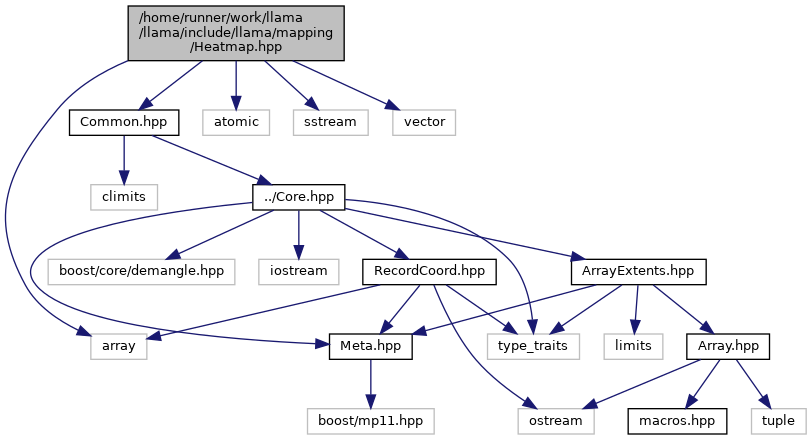 /home/runner/work/llama
/llama/include/llama/mapping
/Heatmap.hpp
Common.hpp
atomic
sstream
vector
climits
../Core.hpp
boost/core/demangle.hpp
iostream
RecordCoord.hpp
ArrayExtents.hpp
array
Meta.hpp
type_traits
limits
Array.hpp
boost/mp11.hpp
ostream
macros.hpp
tuple